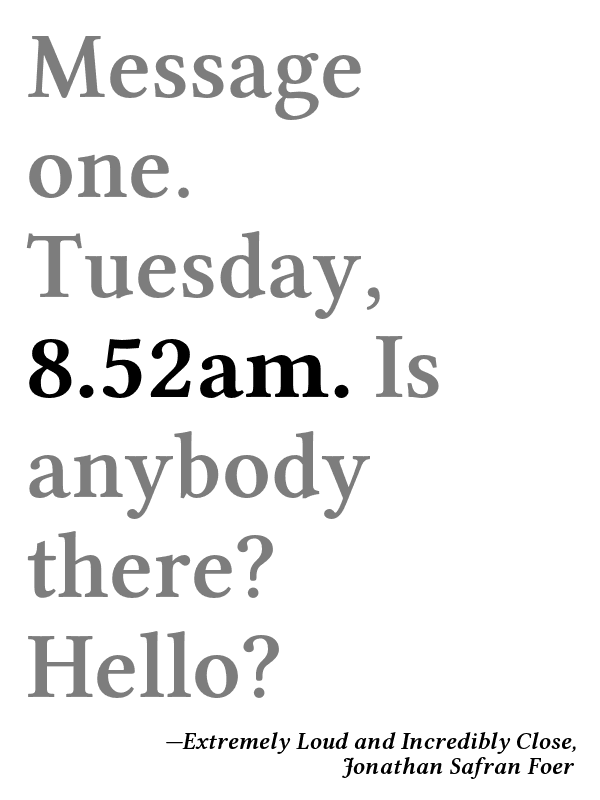 Message
one.
Tuesday,
8.52am. Is
anybody
there?
Hello?
—Extremely Loud and Incredibly Close,
Jonathan Safran Foer